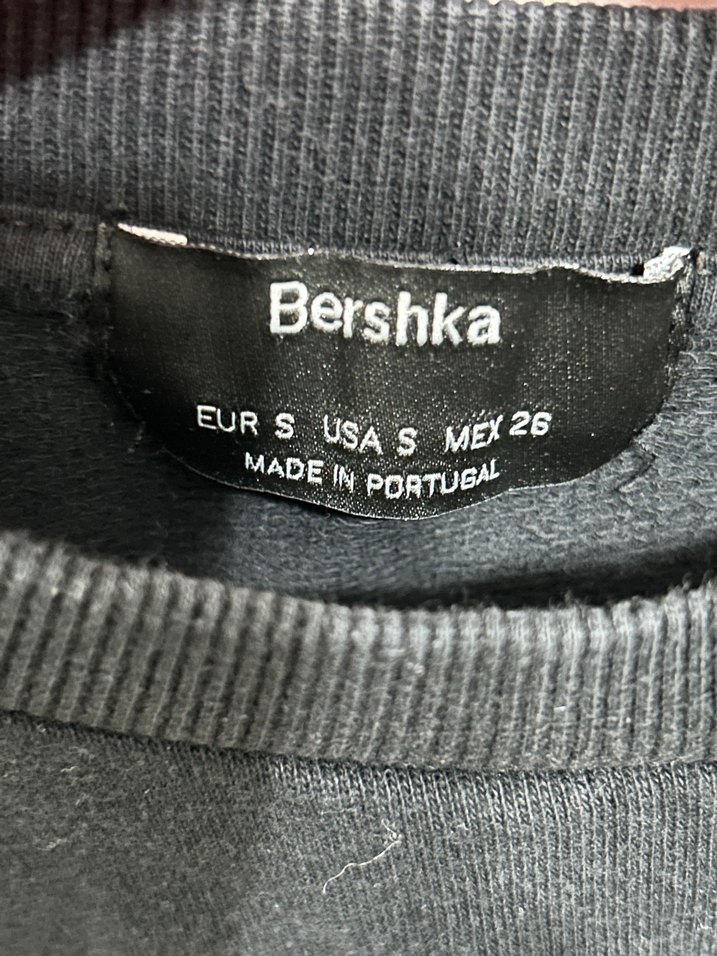 Bershka
EUR S USA S MEX 26
MADE IN PORTUGAL